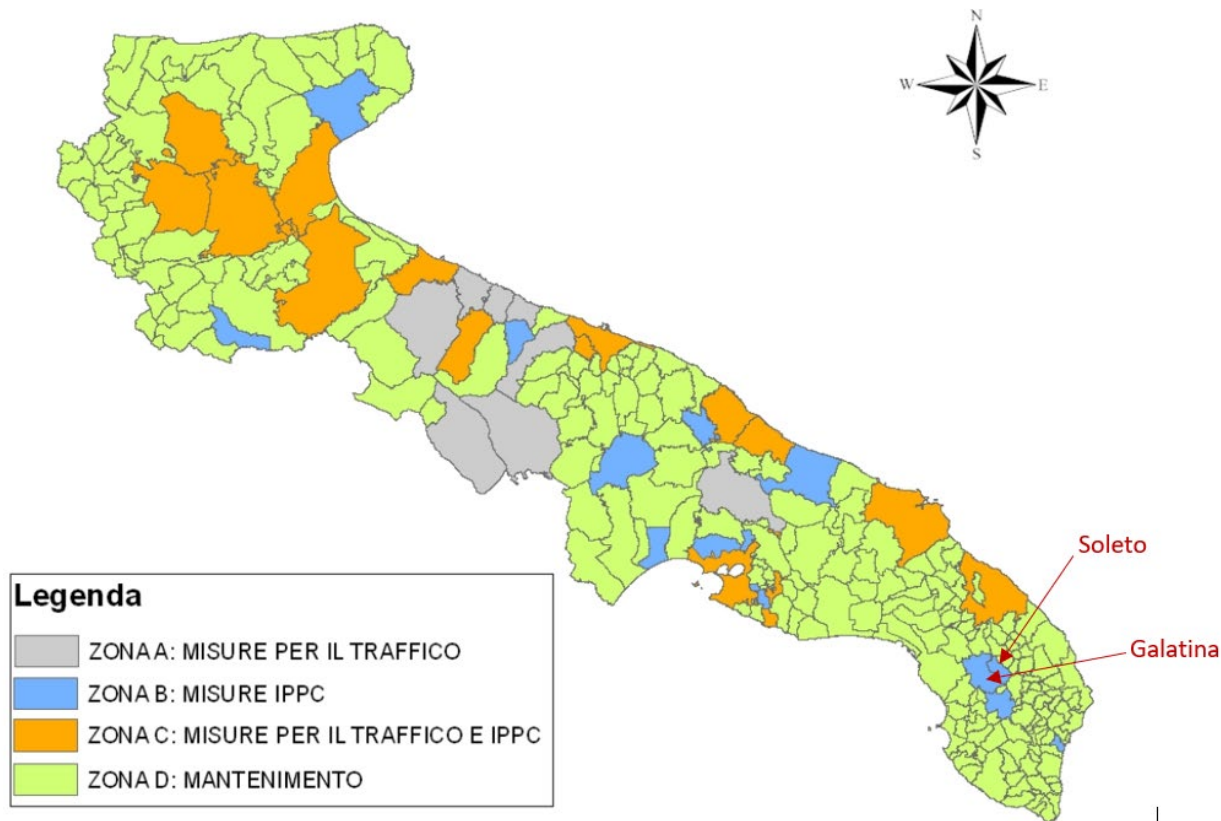 N
W
E
S
Soleto
Galatina
Legenda
ZONA A: MISURE PER IL TRAFFICO
ZONA B: MISURE IPPC
ZONA C: MISURE PER IL TRAFFICO E IPPC
ZONA D: MANTENIMENTO